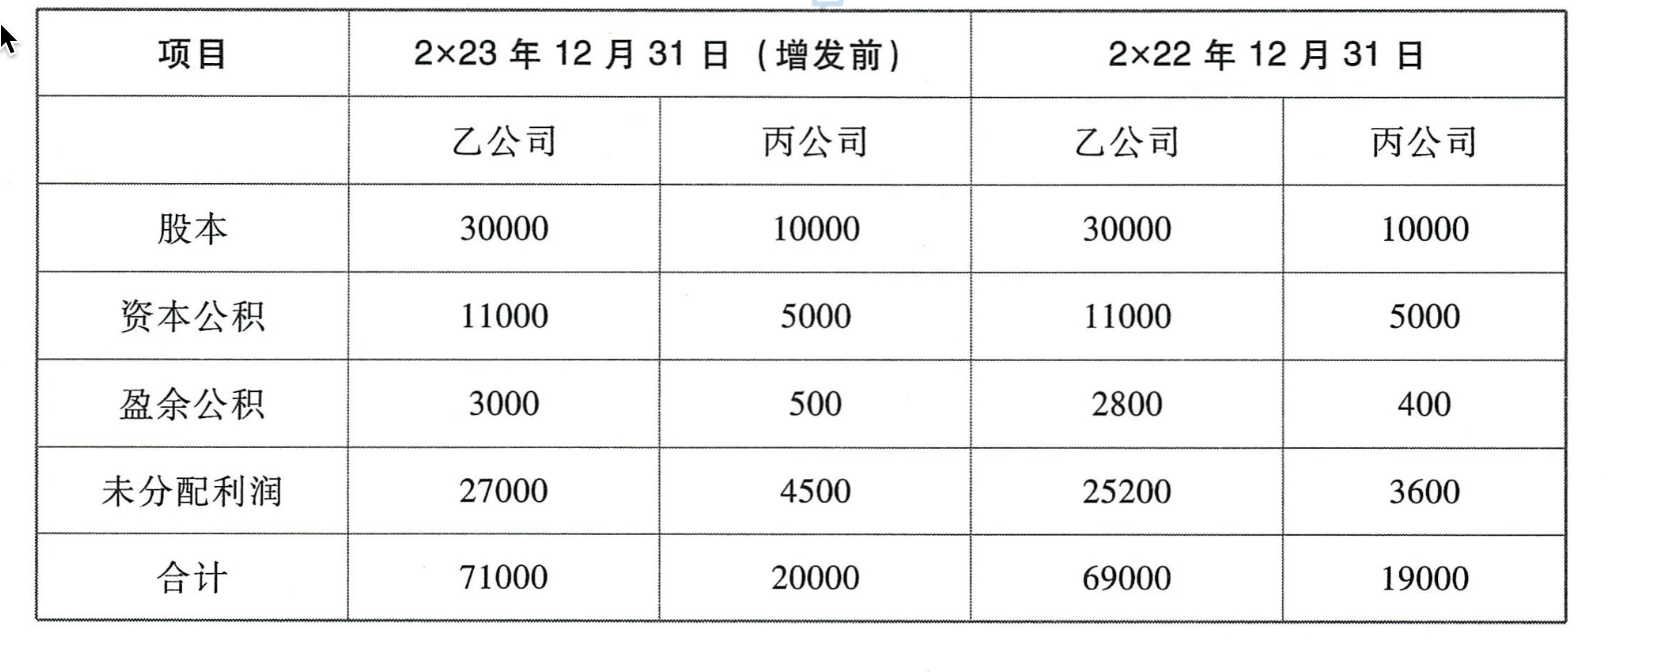 项目 2×23 年 12 月 31 日（增发前） 2×22 年 12 月 31 日
乙公司 丙公司 乙公司 丙公司
股本 30000 10000 30000 10000
资本公积 11000 5000 11000 5000
盈余公积 3000 500 2800 400
未分配利润 27000 4500 25200 3600
合计 71000 20000 69000 19000